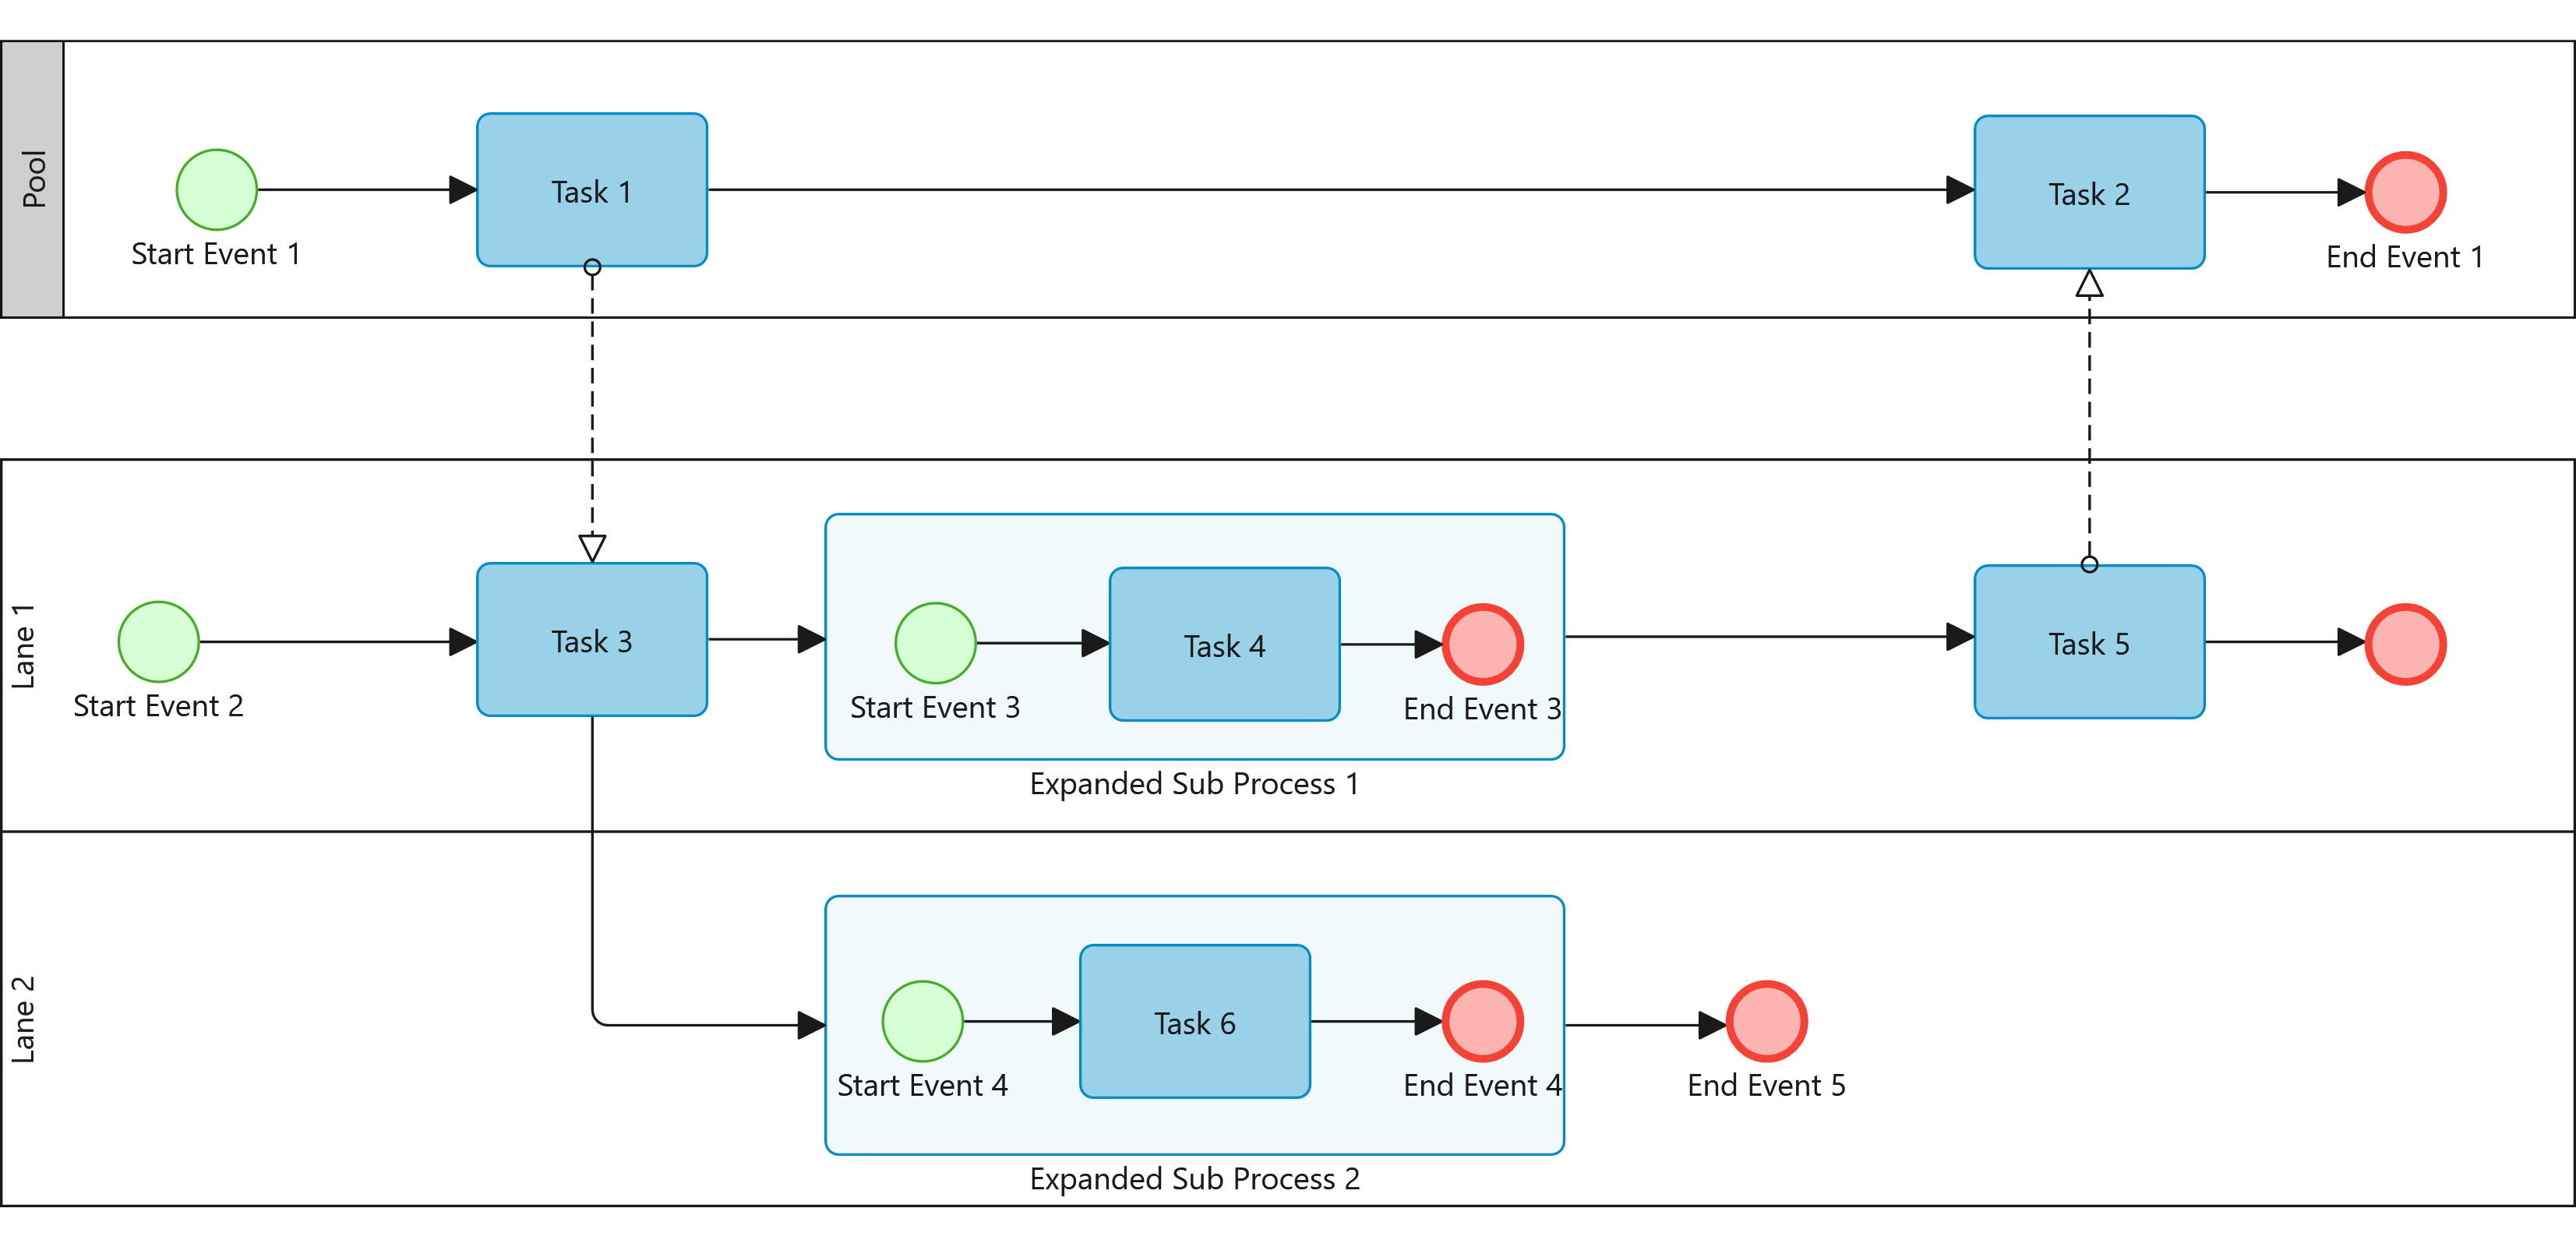 Pool
Task 1
Task 2
Start Event 1
End Event 1
Lane 1
Task 3
Task 4
Task 5
Start Event 2
Start Event 3
End Event 3
Expanded Sub Process 1
Lane 2
Task 6
Start Event 4
End Event 4
End Event 5
Expanded Sub Process 2